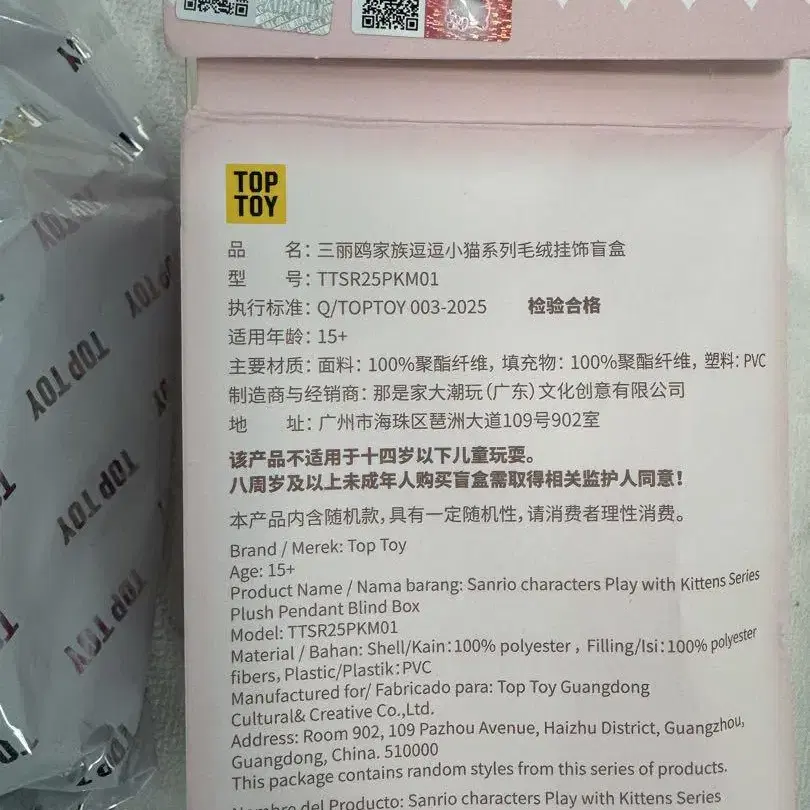 TOP
TOY
品 名：三丽鸥家族逗逗小猫系列毛绒挂饰盲盒
型 号：TTSR25PKM01
执行标准：Q/TOPTOY 003-2025 检验合格
适用年龄：15+
主要材质：面料：100%聚酯纤维，填充物：100%聚酯纤维，塑料：PVC
制造商与经销商：那是家大潮玩(广东)文化创意有限公司
地 址：广州市海珠区琶洲大道109号902室
该产品不适用于十四岁以下儿童玩耍。
八周岁及以上未成年人购买盲盒需取得相关监护人同意！
本产品内含随机款，具有一定随机性，请消费者理性消费。
Brand / Merek: Top Toy
Age: 15+
Product Name / Nama barang: Sanrio characters Play with Kittens Series
Plush Pendant Blind Box
Model: TTSR25PKM01
Material / Bahan: Shell/Kain:100% polyester , Filling/Isi:100% polyester
fibers, Plastic/Plastik:PVC
Manufactured for/ Fabricado para: Top Toy Guangdong
Cultural& Creative Co.,Ltd.
Address: Room 902, 109 Pazhou Avenue, Haizhu District, Guangzhou,
Guangdong, China. 510000
This package contains random styles from this series of products.
Nombre del Producto: Sanrio characters Play with Kittens Series
TOY
TOP TOY
TOP TOY
TOP TOY
TOP TOY